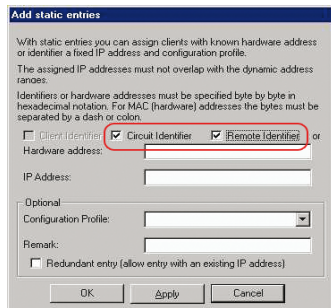 Add static entries
With static entries you can assign clients with known hardware address
or identifier a fixed IP address and configuration profile.
The assigned IP addresses must not overlap with the dynamic address
ranges.
Identifiers or hardware addresses must be specified byte by byte in
hexadecimal notation. For MAC (hardware) addresses the bytes must be
separated by a dash or colon.
Client Identifier Circuit Identifier Remote Identifier or
Hardware address:
IP Address:
Optional
Configuration Profile:
Remark:
Redundant entry (allow entry with an existing IP address)
OK Apply Cancel